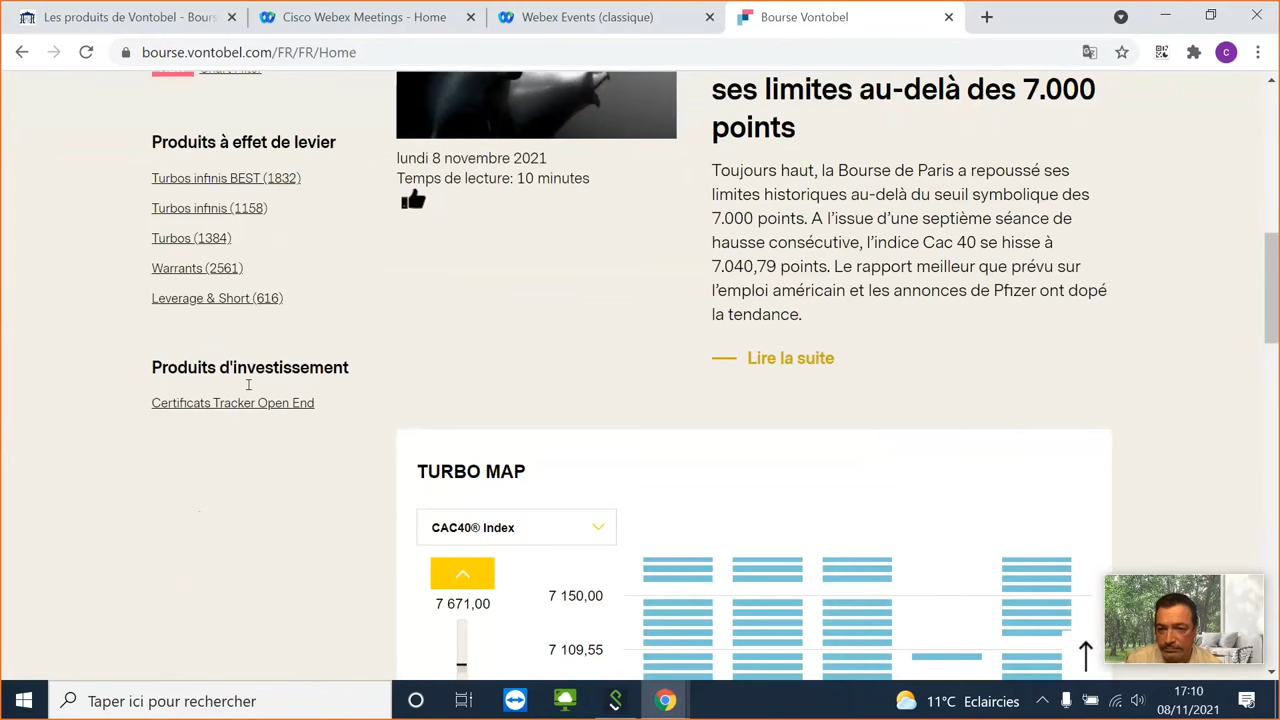 Les produits de Vontobel - Bours
Cisco Webex Meetings - Home
Webex Events (classique)
Bourse Vontobel
bourse.vontobel.com/FR/FR/Home
C
Produits à effet de levier
Turbos infinis BEST (1832)
Turbos infinis (1158)
Turbos (1384)
Warrants (2561)
Leverage & Short (616)
Produits d'investissement
Certificats Tracker Open End
lundi 8 novembre 2021
Temps de lecture: 10 minutes
ses limites au-delà des 7.000
points
Toujours haut, la Bourse de Paris a repoussé ses
limites historiques au-delà du seuil symbolique des
7.000 points. A l'issue d'une septième séance de
hausse consécutive, l'indice Cac 40 se hisse à
7.040,79 points. Le rapport meilleur que prévu sur
l'emploi américain et les annonces de Pfizer ont dopé
la tendance.
Lire la suite
TURBO MAP
CAC40® Index
7 671,00
7 150,00
7 109,55
Taper ici pour rechercher
11°C Eclaircies
17:10
08/11/2021